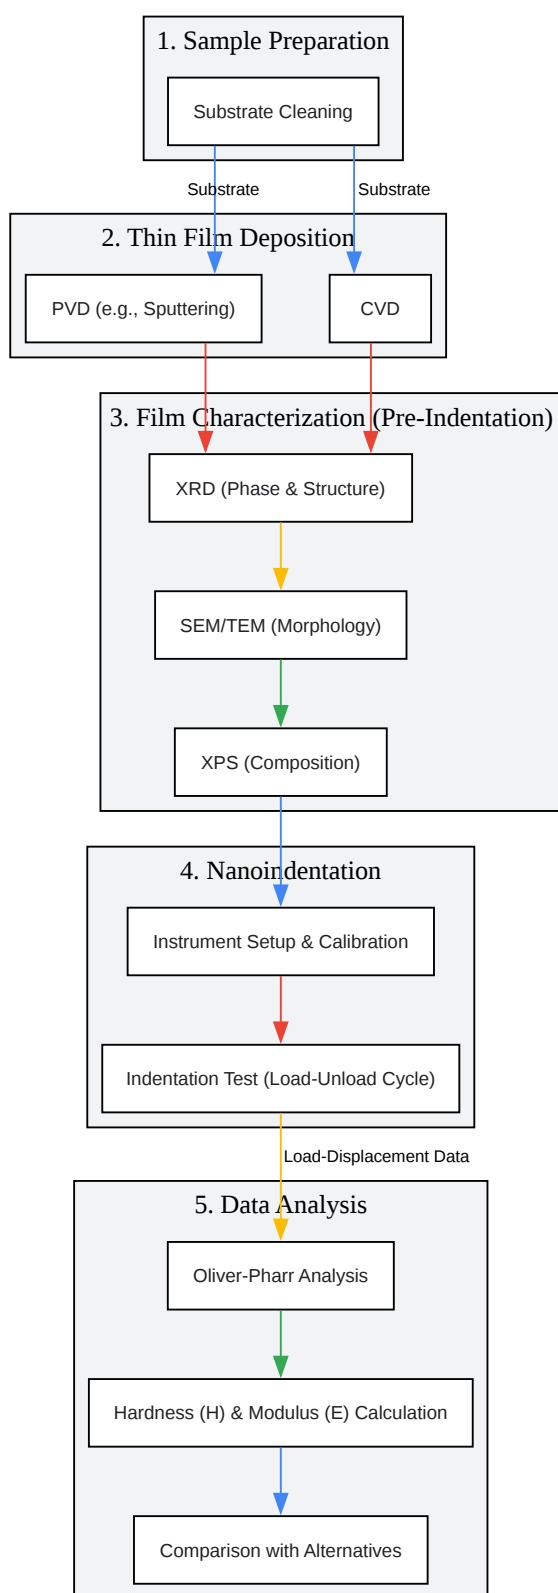 1. Sample Preparation
Substrate Cleaning
Substrate
Substrate
2. Thin Film Deposition
PVD (e.g., Sputtering)
CVD
3. Film Characterization (Pre-Indentation)
XRD (Phase & Structure)
SEM/TEM (Morphology)
XPS (Composition)
4. Nanoindentation
Instrument Setup & Calibration
Indentation Test (Load-Unload Cycle)
Load-Displacement Data
5. Data Analysis
Oliver-Pharr Analysis
Hardness (H) & Modulus (E) Calculation
Comparison with Alternatives